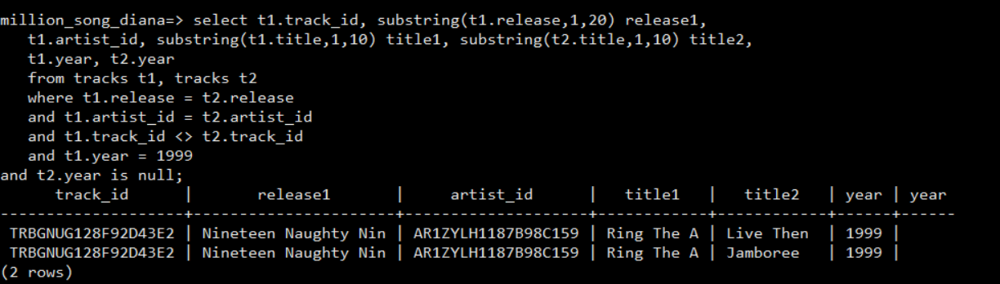 million_song_diana=> select t1.track_id, substring(t1.release,1,20) release1,
   t1.artist_id, substring(t1.title,1,10) title1, substring(t2.title,1,10) title2,
   t1.year, t2.year
   from tracks t1, tracks t2
   where t1.release = t2.release
   and t1.artist_id = t2.artist_id
   and t1.track_id <> t2.track_id
   and t1.year = 1999
and t2.year is null;
      track_id      |       release1       |     artist_id      |   title1   |   title2   | year | year
--------------------+----------------------+--------------------+------------+------------+------+------
 TRBGNUG128F92D43E2 | Nineteen Naughty Nin | AR1ZYLH1187B98C159 | Ring The A | Live Then  | 1999 |
 TRBGNUG128F92D43E2 | Nineteen Naughty Nin | AR1ZYLH1187B98C159 | Ring The A | Jamboree   | 1999 |
(2 rows)